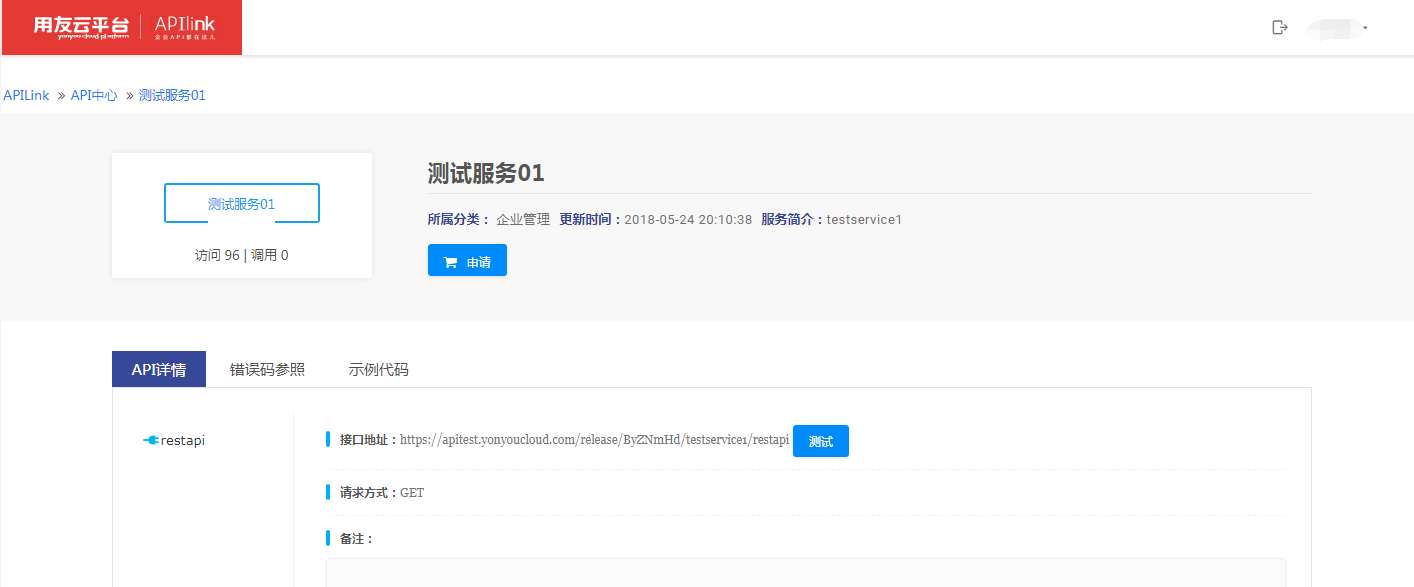 用友云平台 APIlink
yonyou cloud platform 企业API都在这儿
APILink » API中心 » 测试服务01
测试服务01
访问 96 | 调用 0
测试服务01
所属分类： 企业管理 更新时间：2018-05-24 20:10:38 服务简介：testservice1
申请
API详情 错误码参照 示例代码
restapi
接口地址：https://apitest.yonyoucloud.com/release/ByZNmHd/testservice1/restapi 测试
请求方式：GET
备注：